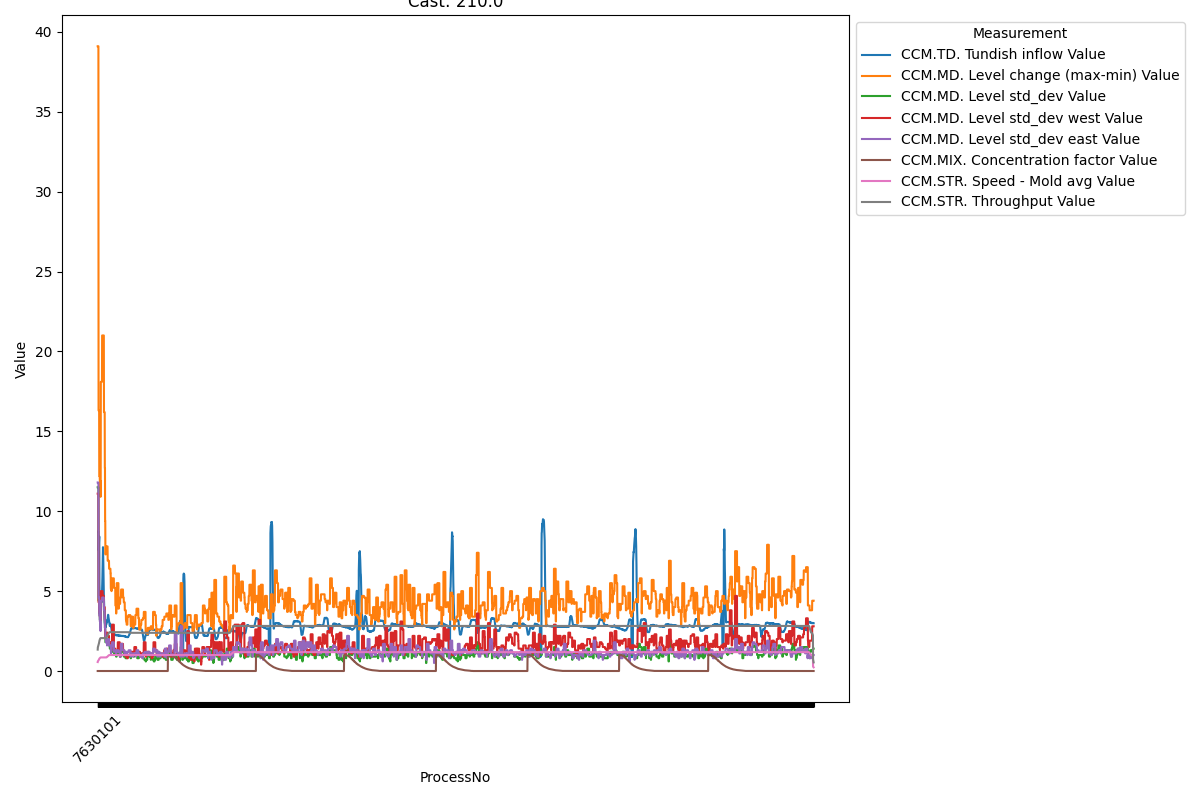 Cast: 210.0
40
35
30
25
20
15
10
5
0
Value
7630101
ProcessNo
Measurement
CCM.TD. Tundish inflow Value
CCM.MD. Level change (max-min) Value
CCM.MD. Level std_dev Value
CCM.MD. Level std_dev west Value
CCM.MD. Level std_dev east Value
CCM.MIX. Concentration factor Value
CCM.STR. Speed - Mold avg Value
CCM.STR. Throughput Value